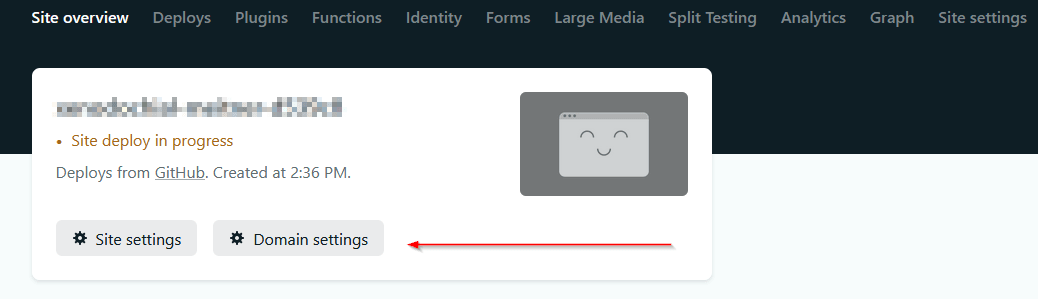 Site overview Deploys Plugins Functions Identity Forms Large Media Split Testing Analytics Graph Site settings
• Site deploy in progress
Deploys from GitHub. Created at 2:36 PM.
Site settings Domain settings